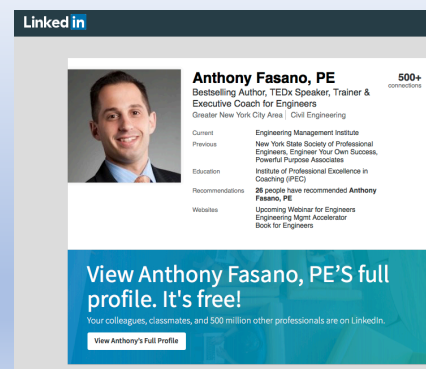 Linked in
Anthony Fasano, PE
500+
connections
Bestselling Author, TEDx Speaker, Trainer &
Executive Coach for Engineers
Greater New York City Area | Civil Engineering
Current Engineering Management Institute
Previous New York State Society of Professional
Engineers, Engineer Your Own Success,
Powerful Purpose Associates
Education Institute of Professional Excellence in
Coaching (iPEC)
Recommendations 26 people have recommended Anthony
Fasano, PE
Websites Upcoming Webinar for Engineers
Engineering Mgmt Accelerator
Book for Engineers
View Anthony Fasano, PE'S full
profile. It's free!
Your colleagues, classmates, and 500 million other professionals are on LinkedIn.
View Anthony's Full Profile